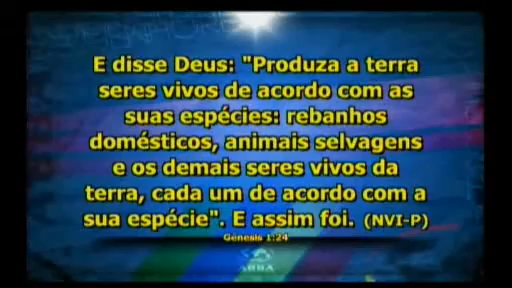 E disse Deus: "Produza a terra
seres vivos de acordo com as
suas espécies: rebanhos
domésticos, animais selvagens
e os demais seres vivos da
terra, cada um de acordo com a
sua espécie". E assim foi. (NVI-P)
Gênesis 1:24
ABBA